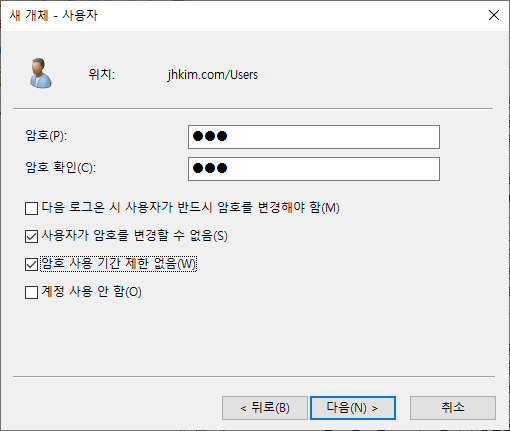 새 개체 - 사용자
위치: jhkim.com/Users
암호(P): ●●●
암호 확인(C): ●●●
다음 로그온 시 사용자가 반드시 암호를 변경해야 함(M)
사용자가 암호를 변경할 수 없음(S)
암호 사용 기간 제한 없음(W)
계정 사용 안 함(O)
< 뒤로(B) 다음(N) > 취소